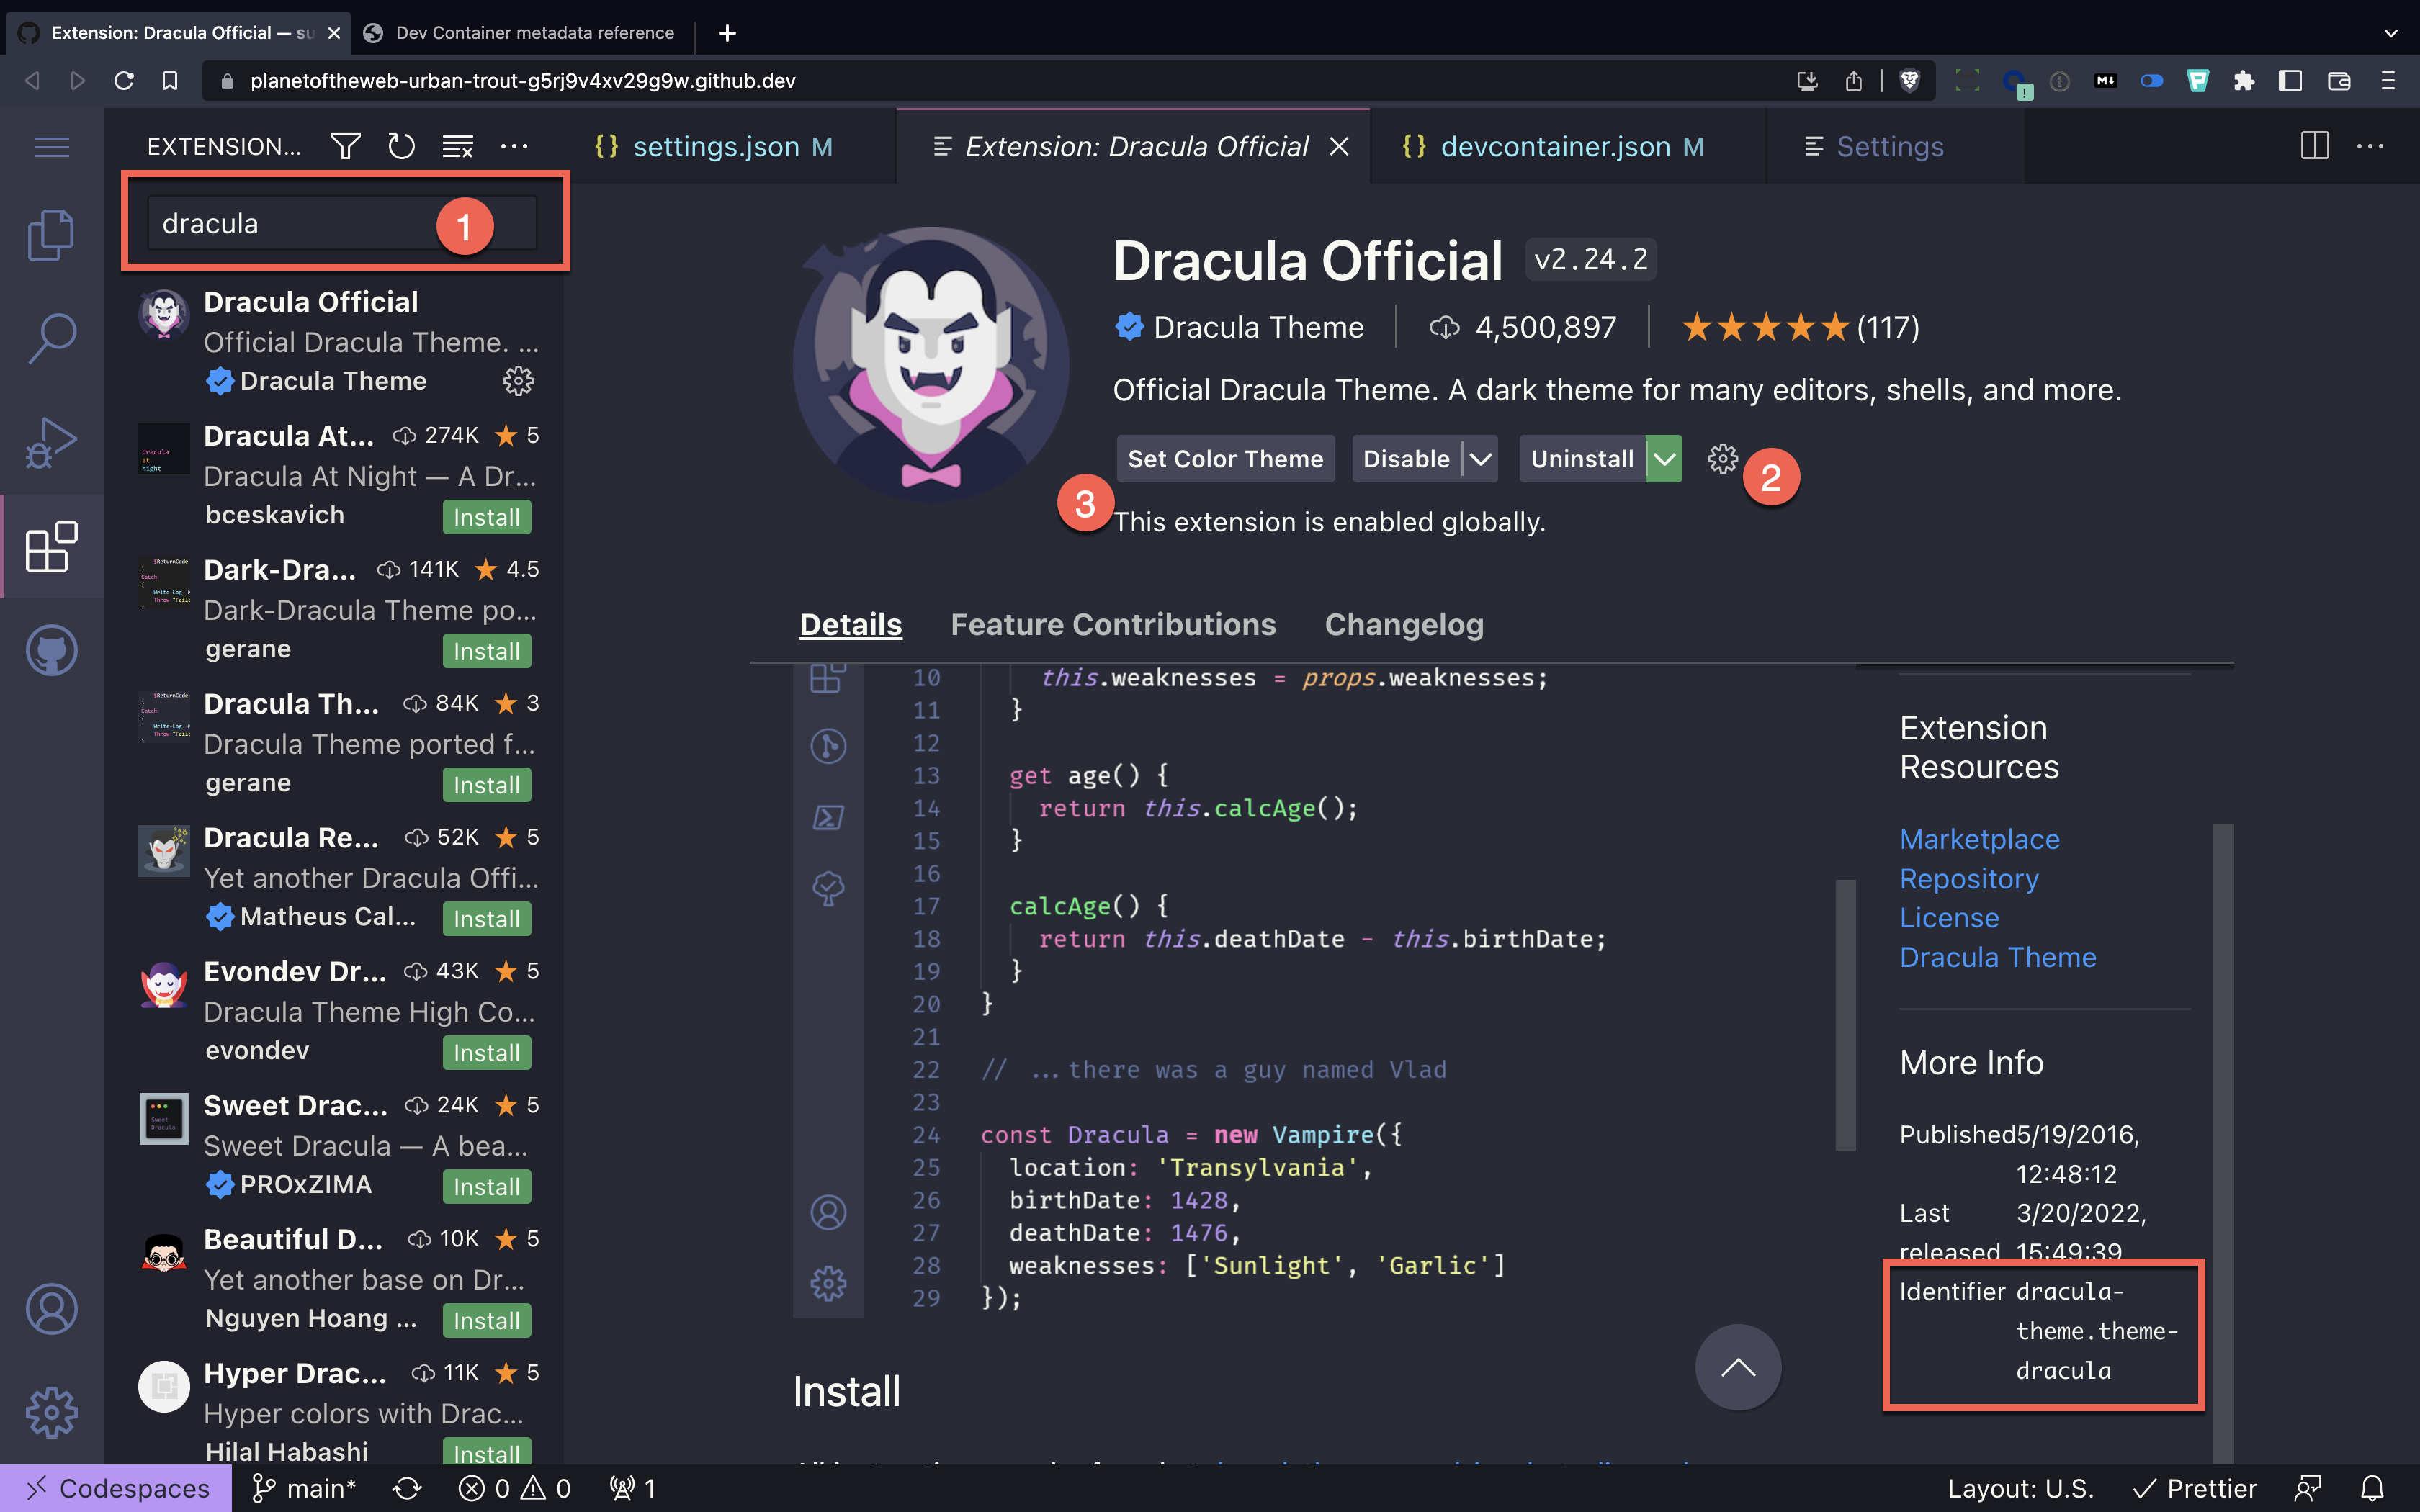 Extension: Dracula Official — su
Dev Container metadata reference
planetoftheweb-urban-trout-g5rj9v4xv29g9w.github.dev
EXTENSION...
{} settings.json M
Extension: Dracula Official
{} devcontainer.json M
Settings
dracula
1
Dracula Official
Official Dracula Theme. ...
Dracula Theme
Dracula At... 274K 5
dracula
at
night
Dracula At Night — A Dr...
bceskavich
Install
Dark-Dra... 141K 4.5
Dark-Dracula Theme po...
gerane
Install
Dracula Th... 84K 3
Dracula Theme ported f...
gerane
Install
Dracula Re... 52K 5
Yet another Dracula Offi...
Matheus Cal...
Install
Evondev Dr... 43K 5
Dracula Theme High Co...
evondev
Install
Sweet Drac... 24K 5
Sweet Dracula — A bea...
PROxZIMA
Install
Beautiful D... 10K 5
Yet another base on Dr...
Nguyen Hoang ...
Install
Hyper Drac... 11K 5
Hyper colors with Drac...
Hilal Habashi
Install
Dracula Official v2.24.2
Dracula Theme 4,500,897 (117)
Official Dracula Theme. A dark theme for many editors, shells, and more.
Set Color Theme Disable Uninstall
2
3
This extension is enabled globally.
Details Feature Contributions Changelog
10 this.weaknesses = props.weaknesses;
11 }
12
13 get age() {
14 return this.calcAge();
15 }
16
17 calcAge() {
18 return this.deathDate - this.birthDate;
19 }
20 }
21
22 // ...there was a guy named Vlad
23
24 const Dracula = new Vampire({
25 location: 'Transylvania',
26 birthDate: 1428,
27 deathDate: 1476,
28 weaknesses: ['Sunlight', 'Garlic']
29 });
Install
Extension
Resources
Marketplace
Repository
License
Dracula Theme
More Info
Published 5/19/2016,
12:48:12
Last 3/20/2022,
released 15:49:39
Identifier dracula-
theme.theme-
dracula
Codespaces main* 0 0 1
Layout: U.S. Prettier